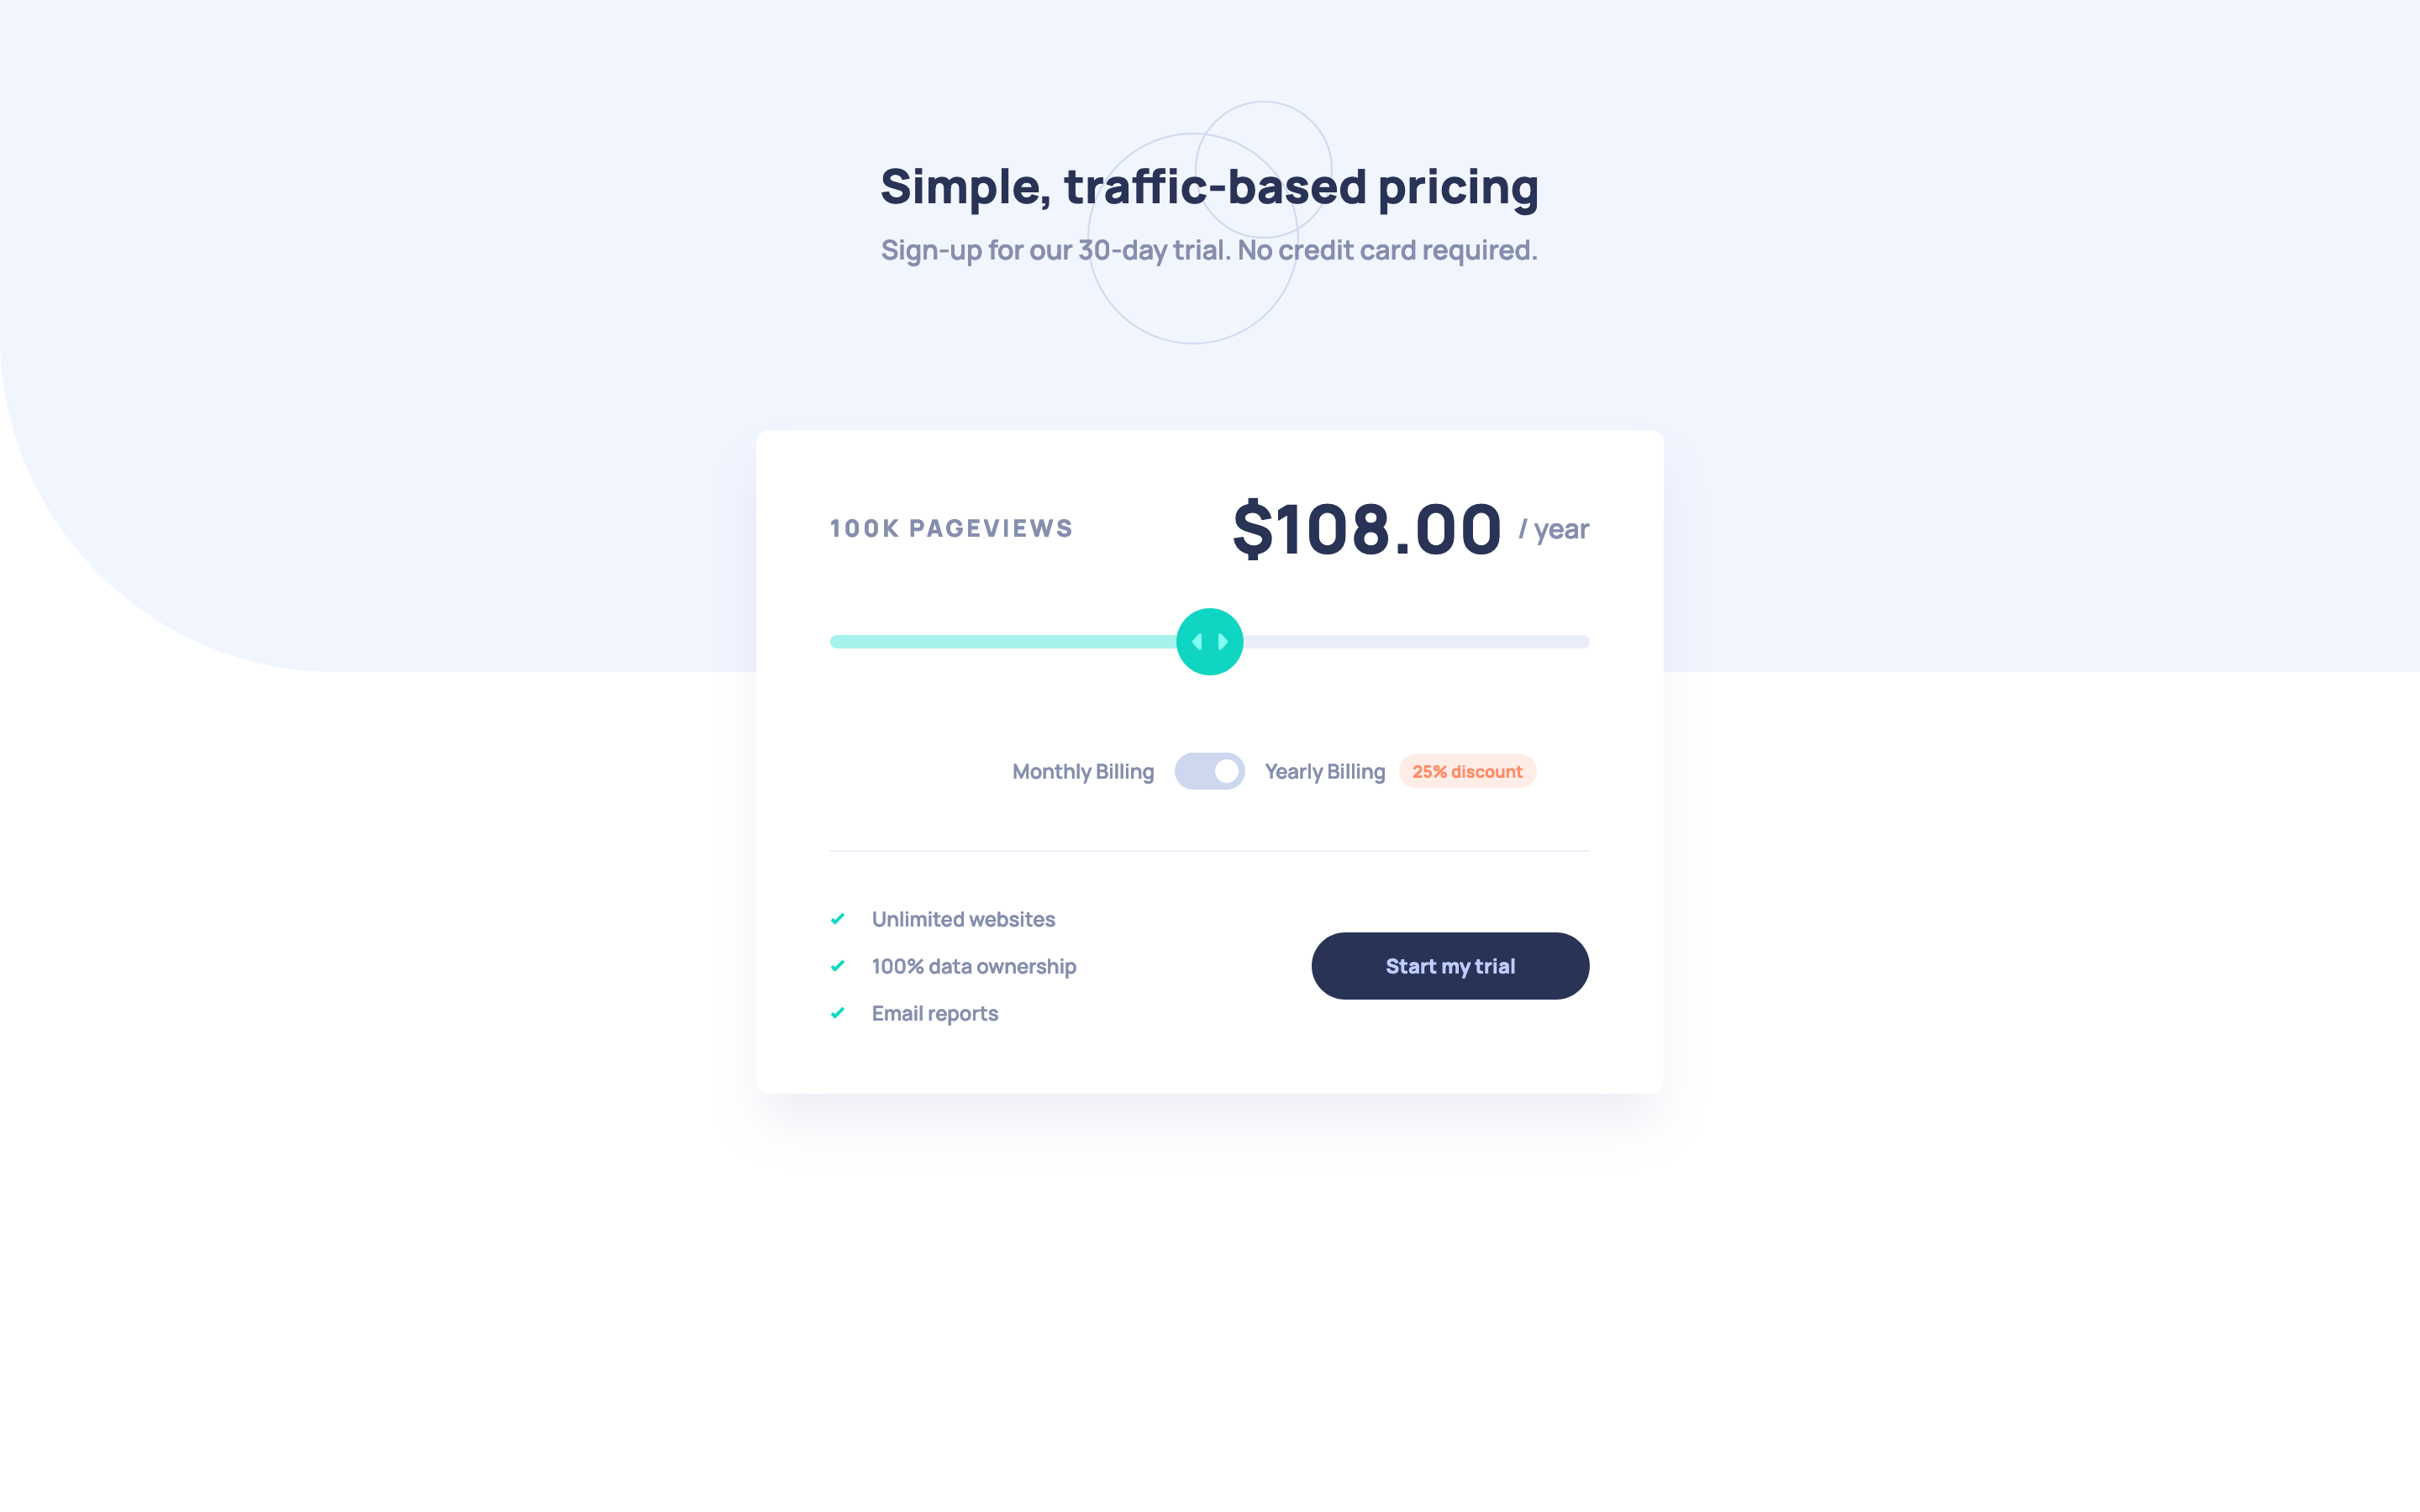 Simple, traffic-based pricing
Sign-up for our 30-day trial. No credit card required.
100K PAGEVIEWS
$108.00 / year
Monthly Billing
Yearly Billing
25% discount
Unlimited websites
100% data ownership
Email reports
Start my trial